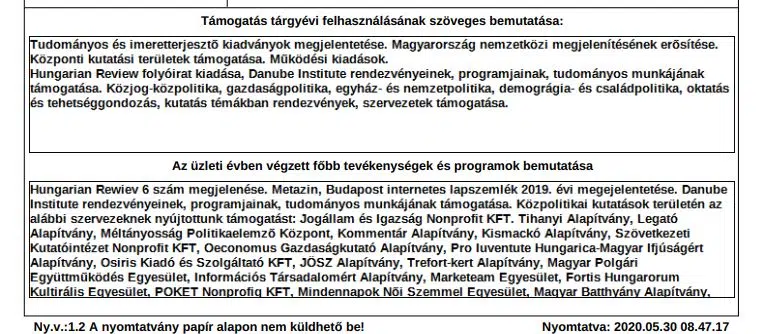 Támogatás tárgyévi felhasználásának szöveges bemutatása:
Tudományos és imeretterjesztő kiadványok megjelentetése. Magyarország nemzetközi megjelenítésének erősítése.
Központi kutatási területek támogatása. Működési kiadások.
Hungarian Review folyóirat kiadása, Danube Institute rendezvényeinek, programjainak, tudományos munkájának
támogatása. Közjog-közpolitika, gazdaságpolitika, egyház- és nemzetpolitika, demográgia- és családpolitika, oktatás
és tehetséggondozás, kutatás témákban rendezvények, szervezetek támogatása.
Az üzleti évben végzett főbb tevékenységek és programok bemutatása
Hungarian Rewiev 6 szám megjelenése. Metazin, Budapost internetes lapszemlék 2019. évi megejelentetése. Danube
Institute rendezvényeinek, programjainak, tudományos munkájának támogatása. Közpolitikai kutatások területén az
alábbi szervezeknek nyújtottunk támogatást: Jogállam és Igazság Nonprofit KFT. Tihanyi Alapítvány, Legató
Alapítvány, Méltányosság Politikaelemző Központ, Kommentár Alapítvány, Kismackó Alapítvány, Szövetkezeti
Kutatóintézet Nonprofit KFT, Oeconomus Gazdaságkutató Alapítvány, Pro Iuventute Hungarica-Magyar Ifjúságért
Alapítvány, Osiris Kiadó és Szolgáltató KFT, JÖSZ Alapítvány, Trefort-kert Alapítvány, Magyar Polgári
Együttműködés Egyesület, Információs Társadalomért Alapítvány, Marketeam Egyesület, Fortis Hungarorum
Kultirális Egyesület, POKET Nonprofig KFT, Mindennapok Női Szemmel Egyesület, Magyar Batthyány Alapítvány,
Ny.v.:1.2 A nyomtatvány papír alapon nem küldhető be!
Nyomtatva: 2020.05.30 08.47.17